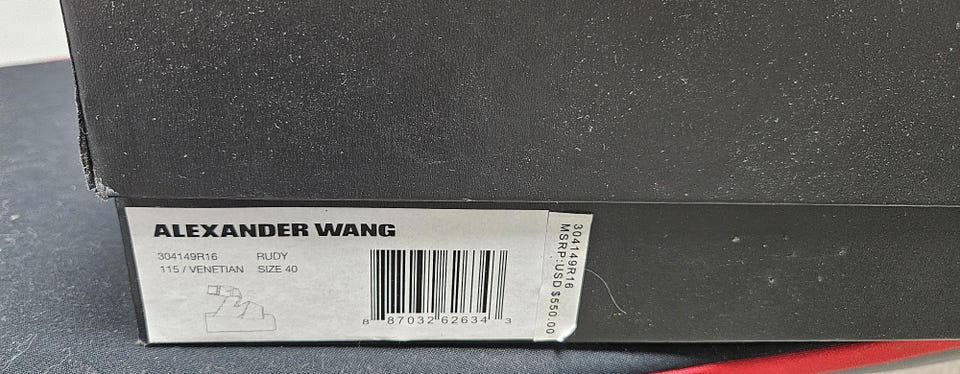 ALEXANDER WANG
304149R16 RUDY
115 / VENETIAN SIZE 40
8 87032 62634 3
304149R16
MSRP:USD $550.00